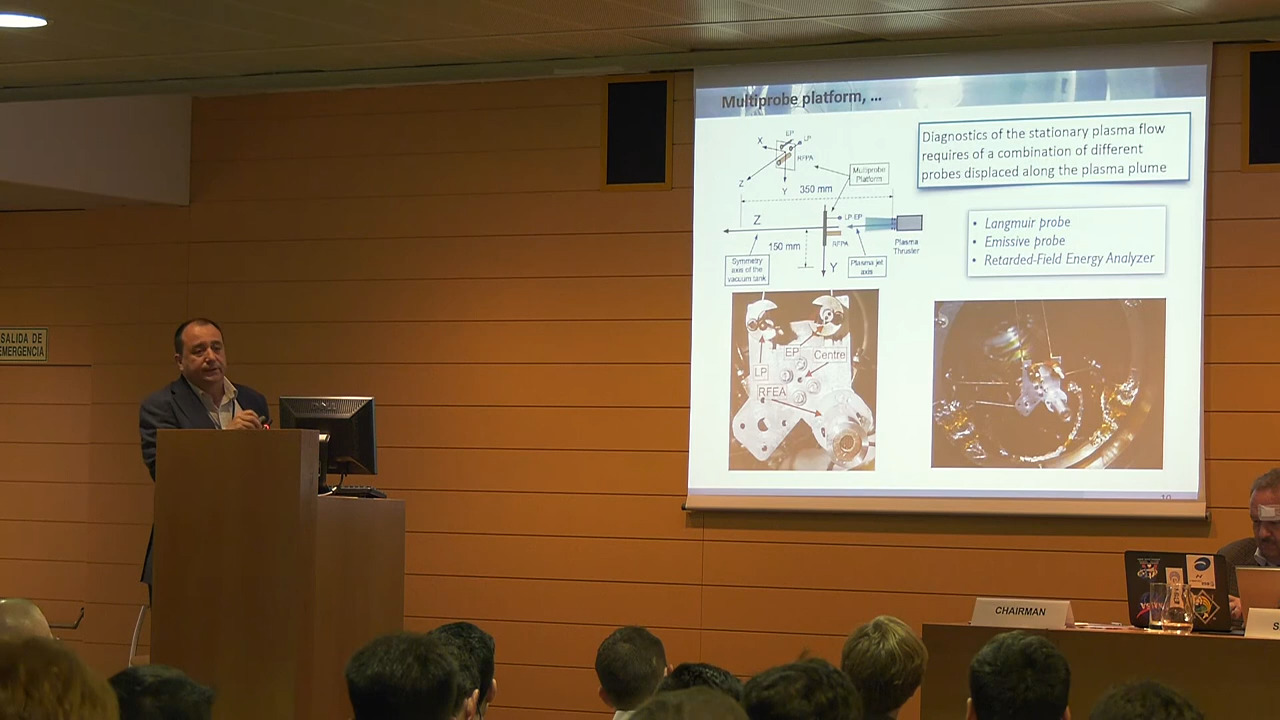 Multiprobe platform, ...
Diagnostics of the stationary plasma flow
requires of a combination of different
probes displaced along the plasma plume
• Langmuir probe
• Emissive probe
• Retarded-Field Energy Analyzer
EP
X
LP
RFPA
Z
Y
Multiprobe
Platform
350 mm
Z
LP EP
150 mm
RFPA
Plasma
Thruster
Symmetry
axis of the
vacuum tank
Y
Plasma jet
axis
EP
Centre
LP
RFEA
10
SALIDA DE
EMERGENCIA
CHAIRMAN
NASA
S